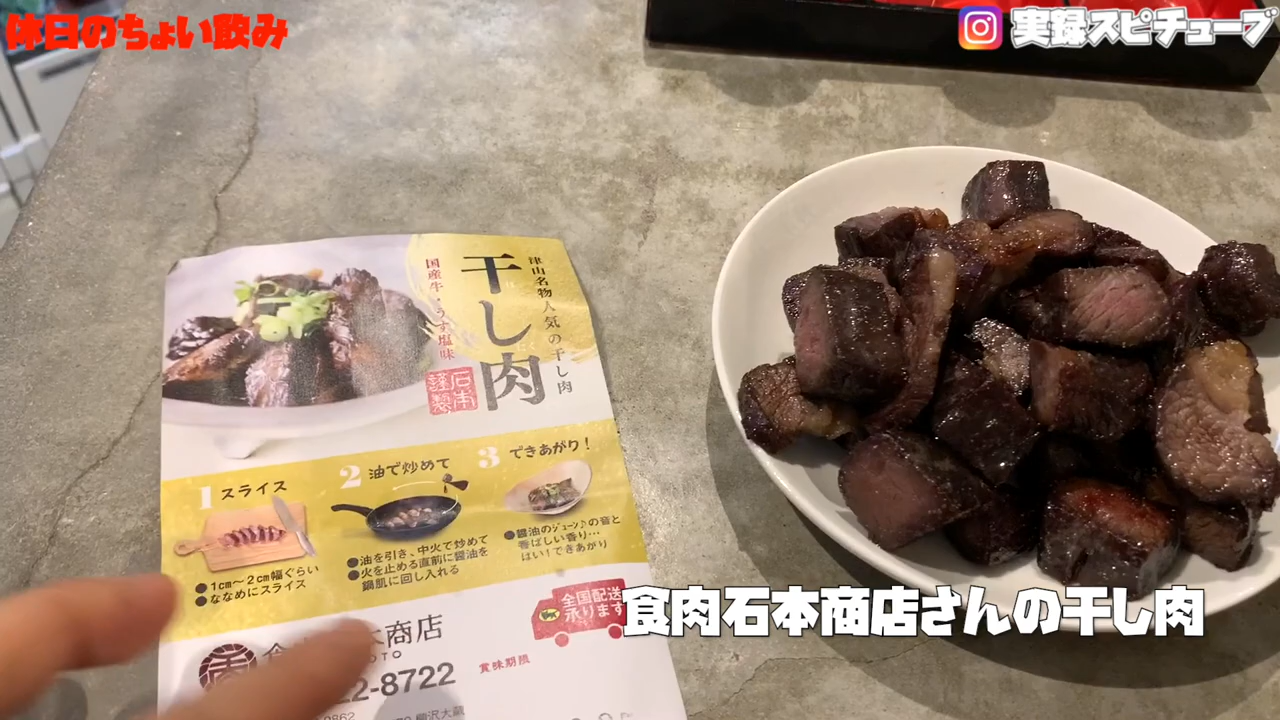 休日のちょい飲み
実録スピチューブ
津山名物人気の干し肉
干し肉
国産牛・うす塩味
石本
謹製
1 スライス
●1cm〜2cm幅ぐらい
●ななめにスライス
2 油で炒めて
●油を引き、中火で炒めて
●火を止める直前に醤油を
鍋肌に回し入れる
3 できあがり!
●醤油のジューン♪の音と
香ばしい香り…
はい!できあがり
全国配送
承ります
本商店
22-8722
賞味期限
食肉石本商店さんの干し肉